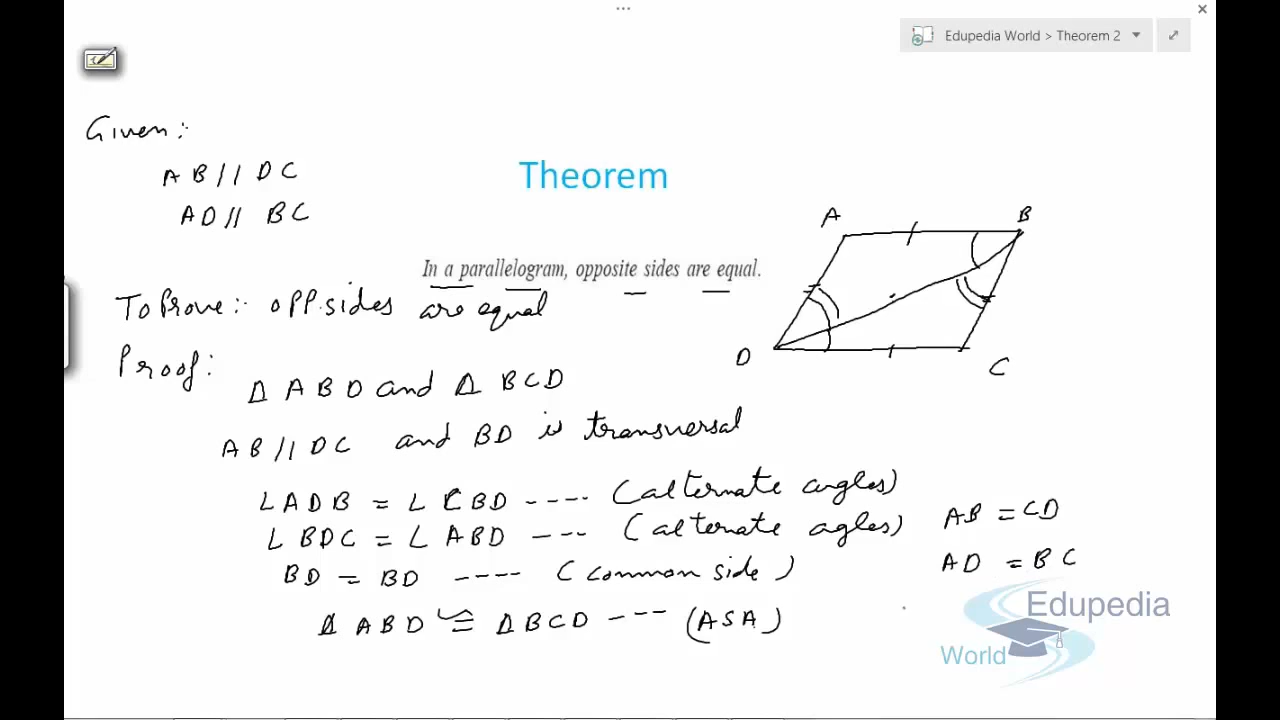 Edupedia World > Theorem 2
Given:-
AB // DC
AD // BC
Theorem
In a parallelogram, opposite sides are equal.
To Prove:- opp. sides are equal
Proof:
Δ ABD and Δ BCD
AB // DC and BD is transversal
∠ ADB = ∠ CBD ---- (alternate angles)
∠ BDC = ∠ ABD --- (alternate agles)
BD = BD ---- (common side)
Δ ABD ≅ Δ BCD --- (ASA)
AB = CD
AD = BC
A
B
D
C
Edupedia
World